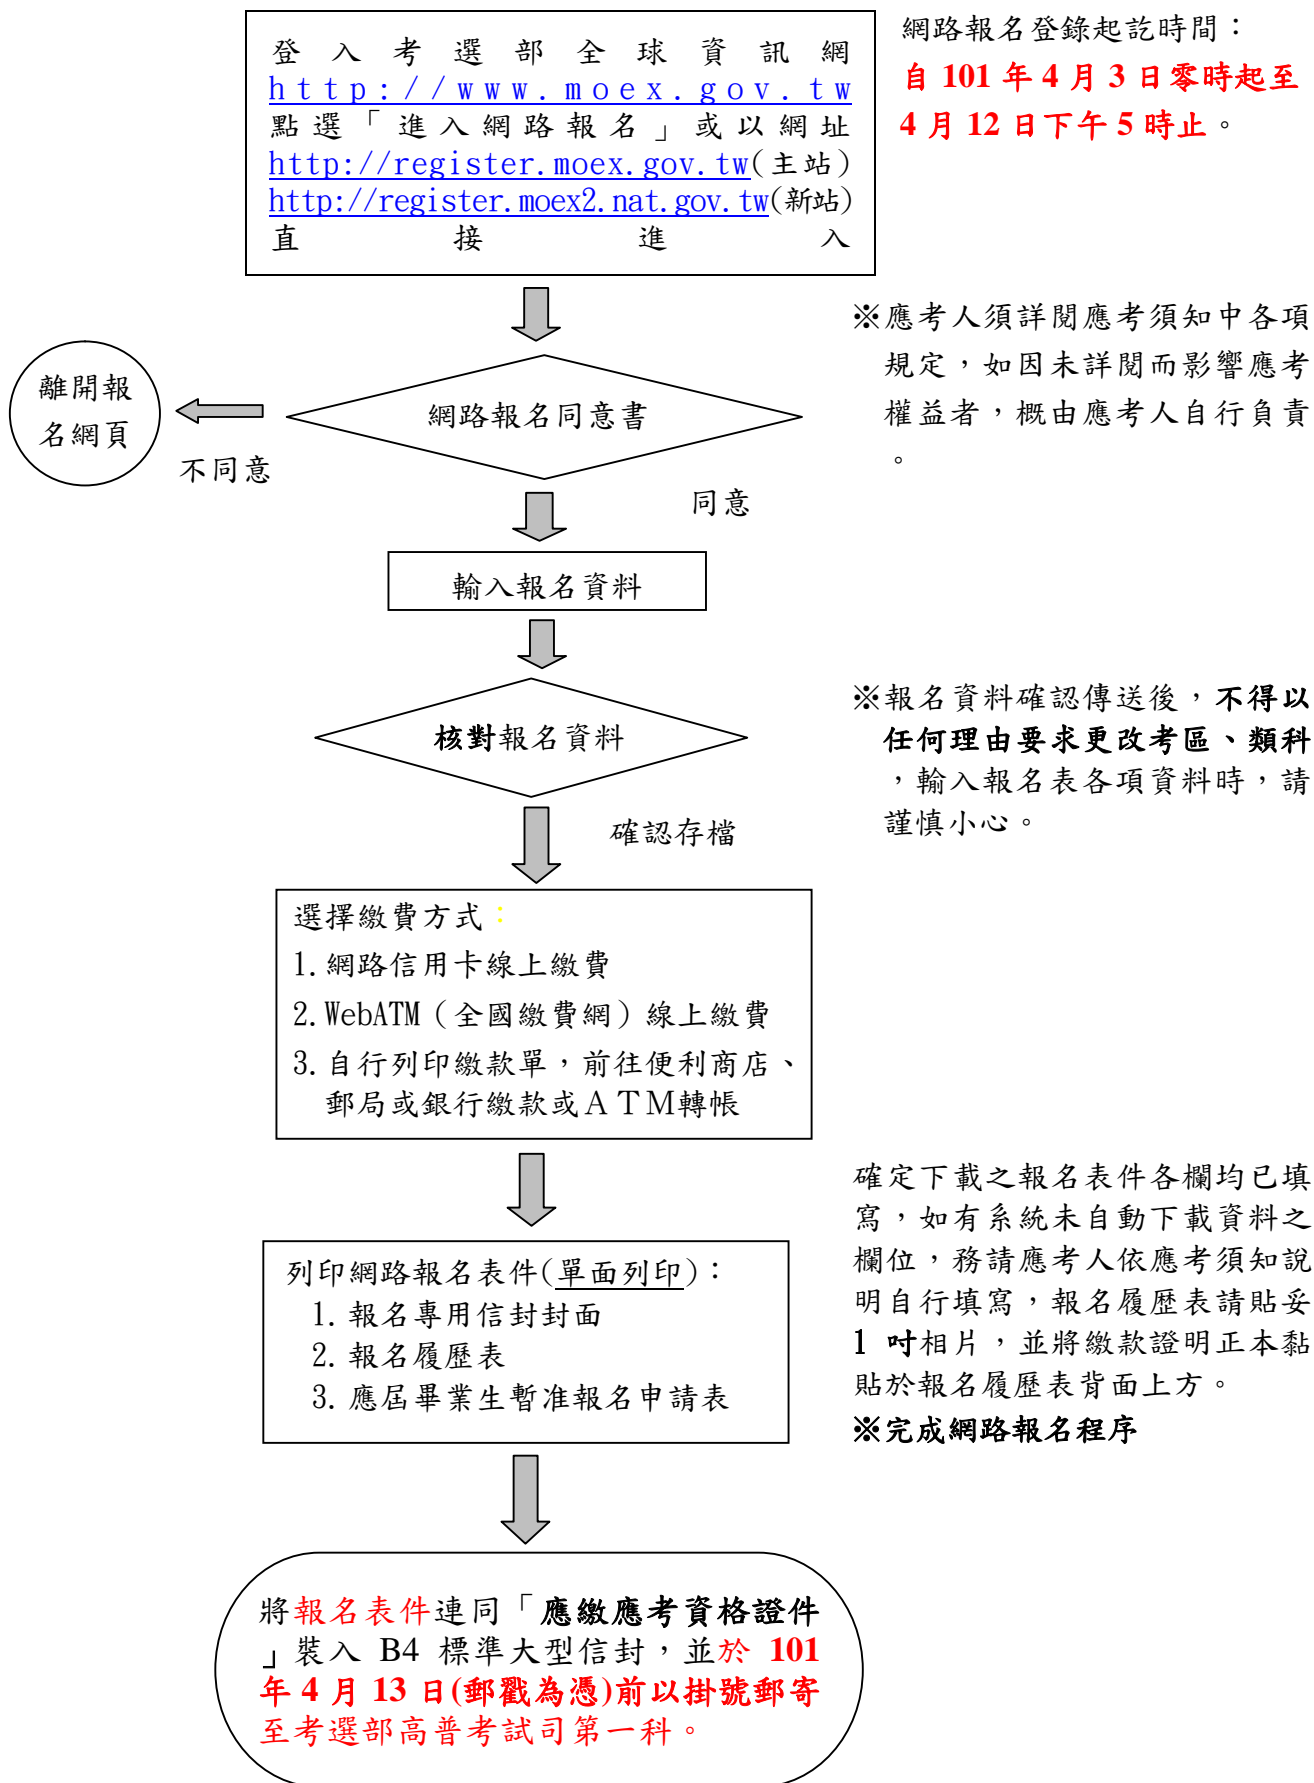 登入考選部全球資訊網
http://www.moex.gov.tw
點選「進入網路報名」或以網址
http://register.moex.gov.tw(主站)
http://register.moex2.nat.gov.tw(新站)
直接進入
網路報名登錄起訖時間：
自 101 年 4 月 3 日零時起至
4 月 12 日下午 5 時止。
※應考人須詳閱應考須知中各項
規定，如因未詳閱而影響應考
權益者，概由應考人自行負責
。
離開報
名網頁
不同意
網路報名同意書
同意
輸入報名資料
核對報名資料
※報名資料確認傳送後，不得以
任何理由要求更改考區、類科
，輸入報名表各項資料時，請
謹慎小心。
確認存檔
選擇繳費方式：
1.網路信用卡線上繳費
2.WebATM（全國繳費網）線上繳費
3.自行列印繳款單，前往便利商店、
郵局或銀行繳款或ＡＴＭ轉帳
確定下載之報名表件各欄均已填
寫，如有系統未自動下載資料之
欄位，務請應考人依應考須知說
明自行填寫，報名履歷表請貼妥
1 吋相片，並將繳款證明正本黏
貼於報名履歷表背面上方。
※完成網路報名程序
列印網路報名表件(單面列印)：
1.報名專用信封封面
2.報名履歷表
3.應屆畢業生暫准報名申請表
將報名表件連同「應繳應考資格證件
」裝入 B4 標準大型信封，並於 101
年 4 月 13 日(郵戳為憑)前以掛號郵寄
至考選部高普考試司第一科。